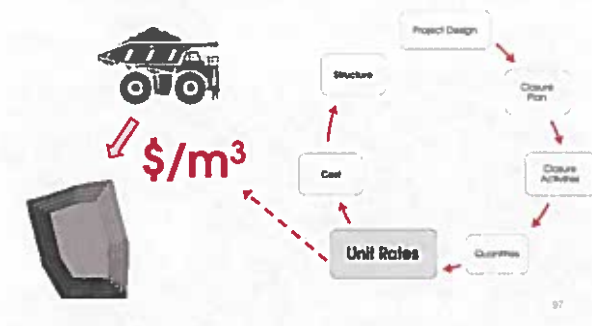 Project Design
Structure
Closure
Plan
$/m³
Cost
Closure
Activities
Unit Rates
Quantities
97